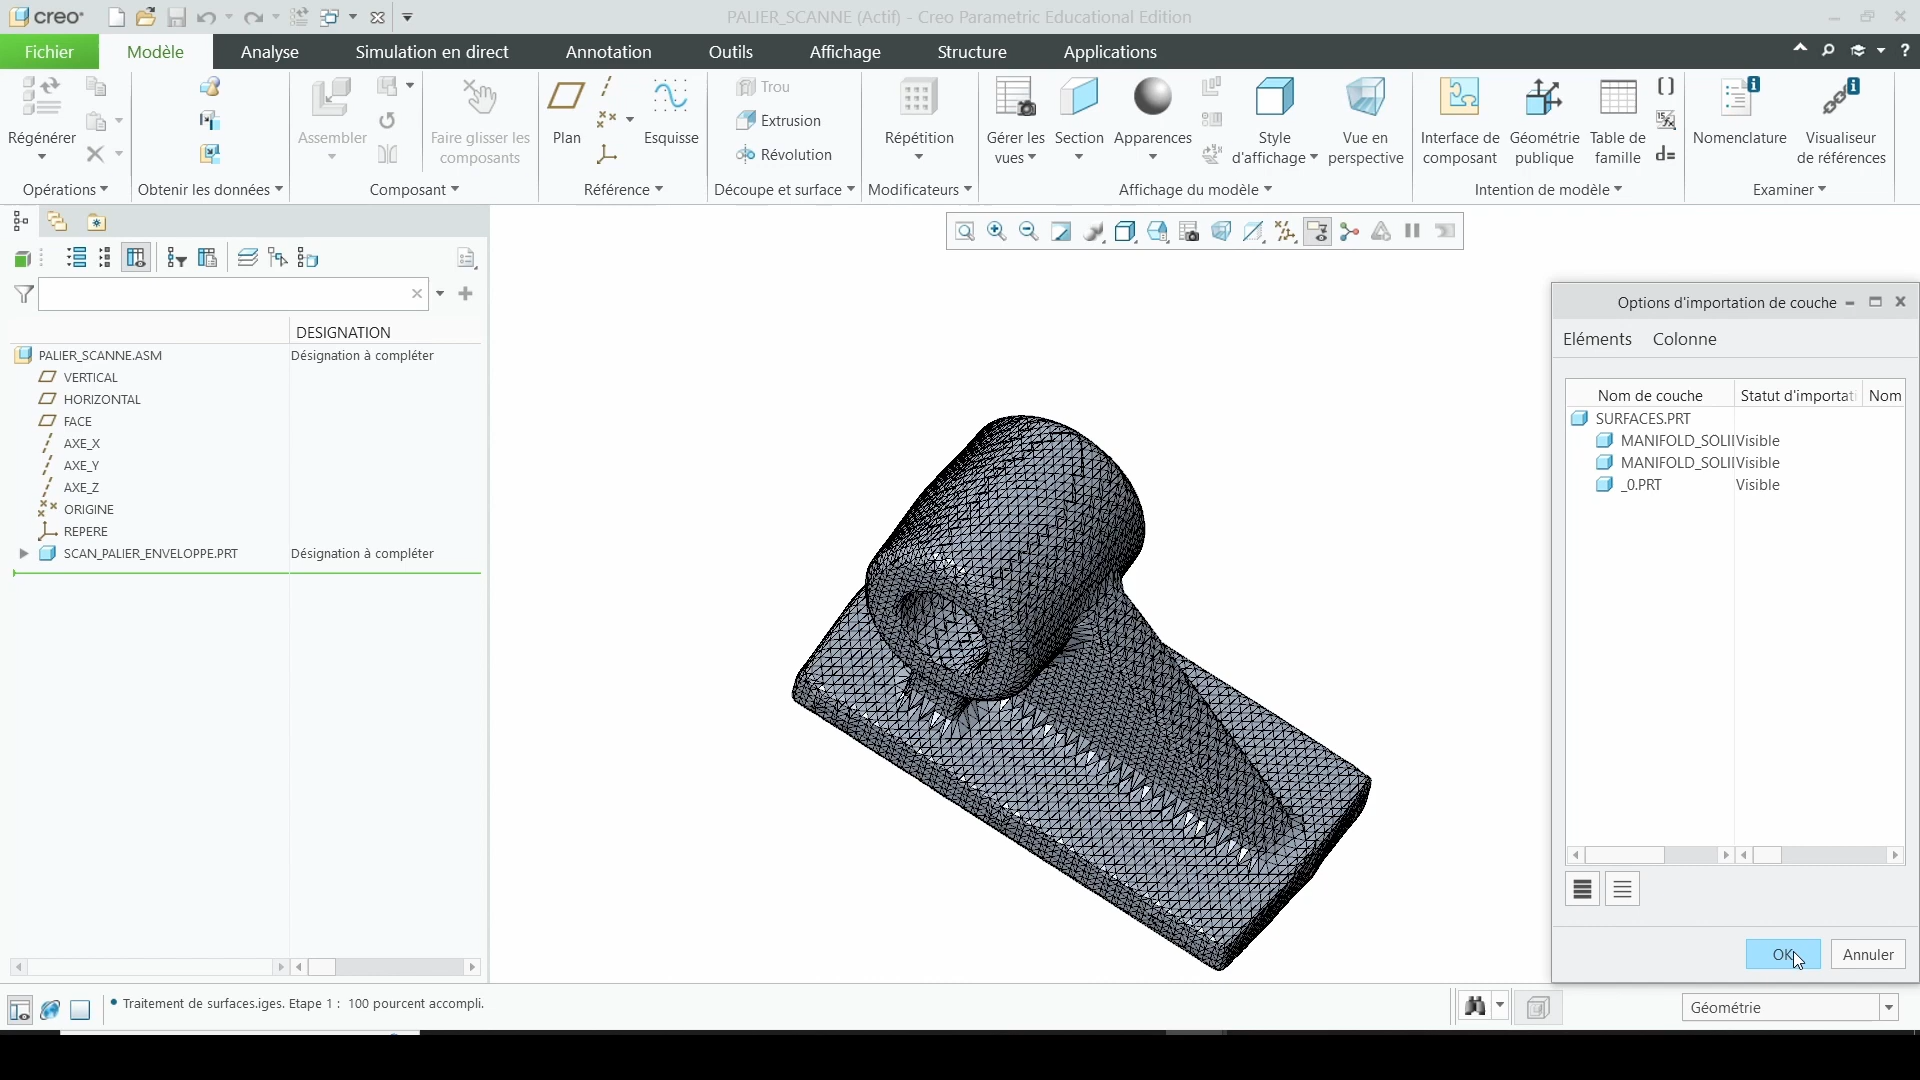 creo
PALIER_SCANNE (Actif) - Creo Parametric Educational Edition
Fichier Modèle Analyse Simulation en direct Annotation Outils Affichage Structure Applications
Régénérer
Assembler
Faire glisser les composants
Plan
Esquisse
Trou
Extrusion
Révolution
Répétition
Gérer les vues
Section
Apparences
Style d'affichage
Vue en perspective
Interface de composant
Géométrie publique
Table de famille
Nomenclature
Visualiseur de références
Opérations Obtenir les données Composant Référence Découpe et surface Modificateurs Affichage du modèle Intention de modèle Examiner
DESIGNATION
PALIER_SCANNE.ASM Désignation à compléter
VERTICAL
HORIZONTAL
FACE
AXE_X
AXE_Y
AXE_Z
ORIGINE
REPERE
SCAN_PALIER_ENVELOPPE.PRT Désignation à compléter
Options d'importation de couche
Eléments Colonne
Nom de couche Statut d'importati Nom
SURFACES.PRT
MANIFOLD_SOLII Visible
MANIFOLD_SOLII Visible
_0.PRT Visible
OK Annuler
• Traitement de surfaces.iges. Etape 1 : 100 pourcent accompli.
Géométrie